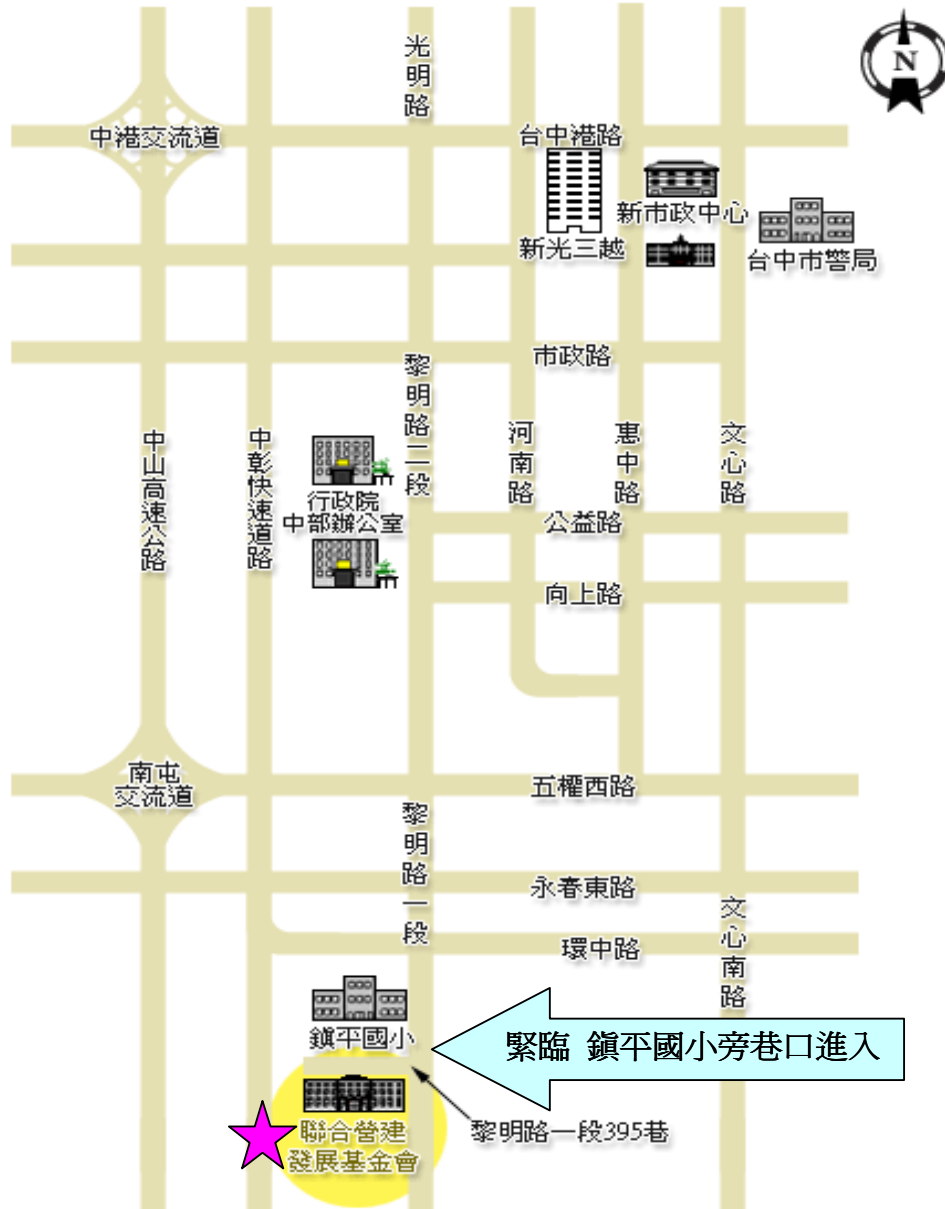 N
光明路
中港交流道
台中港路
新光三越
新市政中心
台中市警局
市政路
黎明路二段
河南路
惠中路
文心路
中山高速公路
中彰快速道路
行政院
中部辦公室
公益路
向上路
南屯
交流道
五權西路
黎明路一段
永春東路
文心南路
環中路
鎮平國小
緊臨 鎮平國小旁巷口進入
黎明路一段395巷
聯合營建
發展基金會